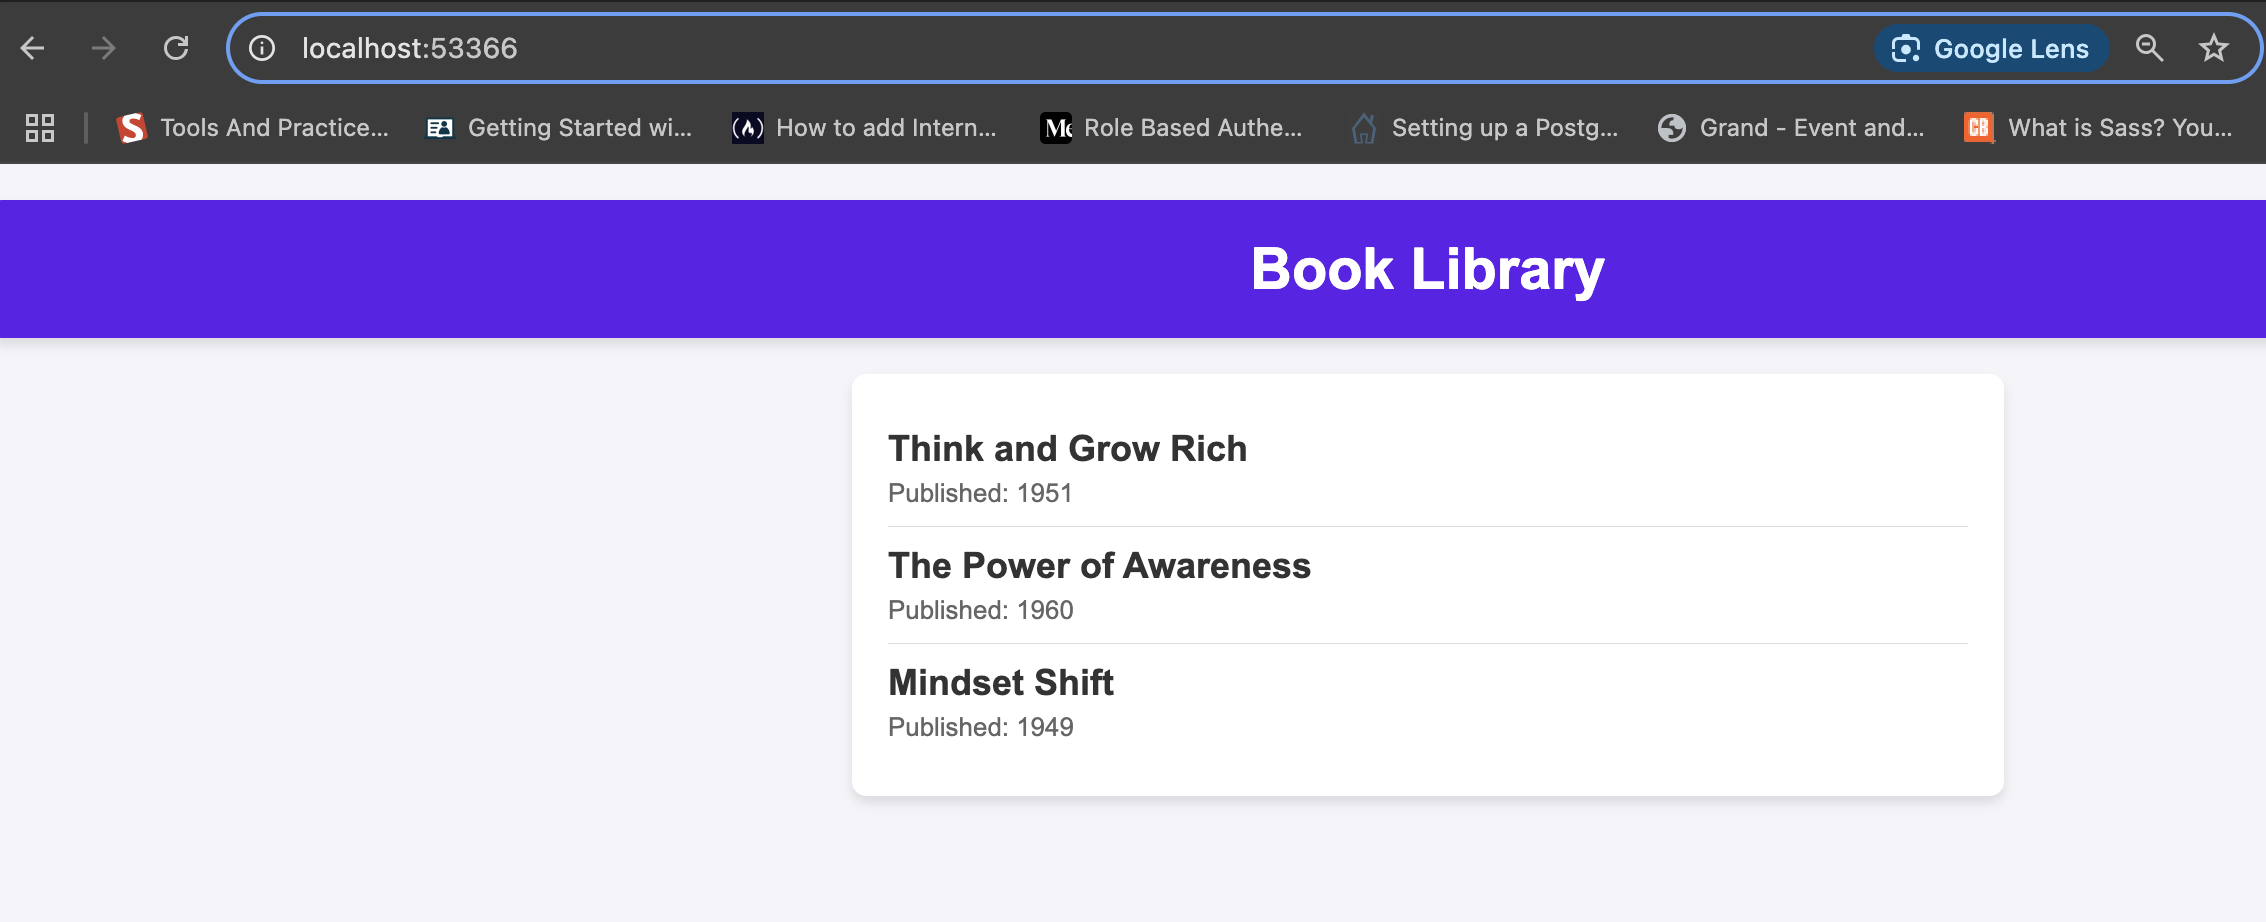 localhost:53366
Google Lens
Tools And Practice...
Getting Started wi...
How to add Intern...
Role Based Authe...
Setting up a Postg...
Grand - Event and...
What is Sass? You...
Book Library
Think and Grow Rich
Published: 1951
The Power of Awareness
Published: 1960
Mindset Shift
Published: 1949